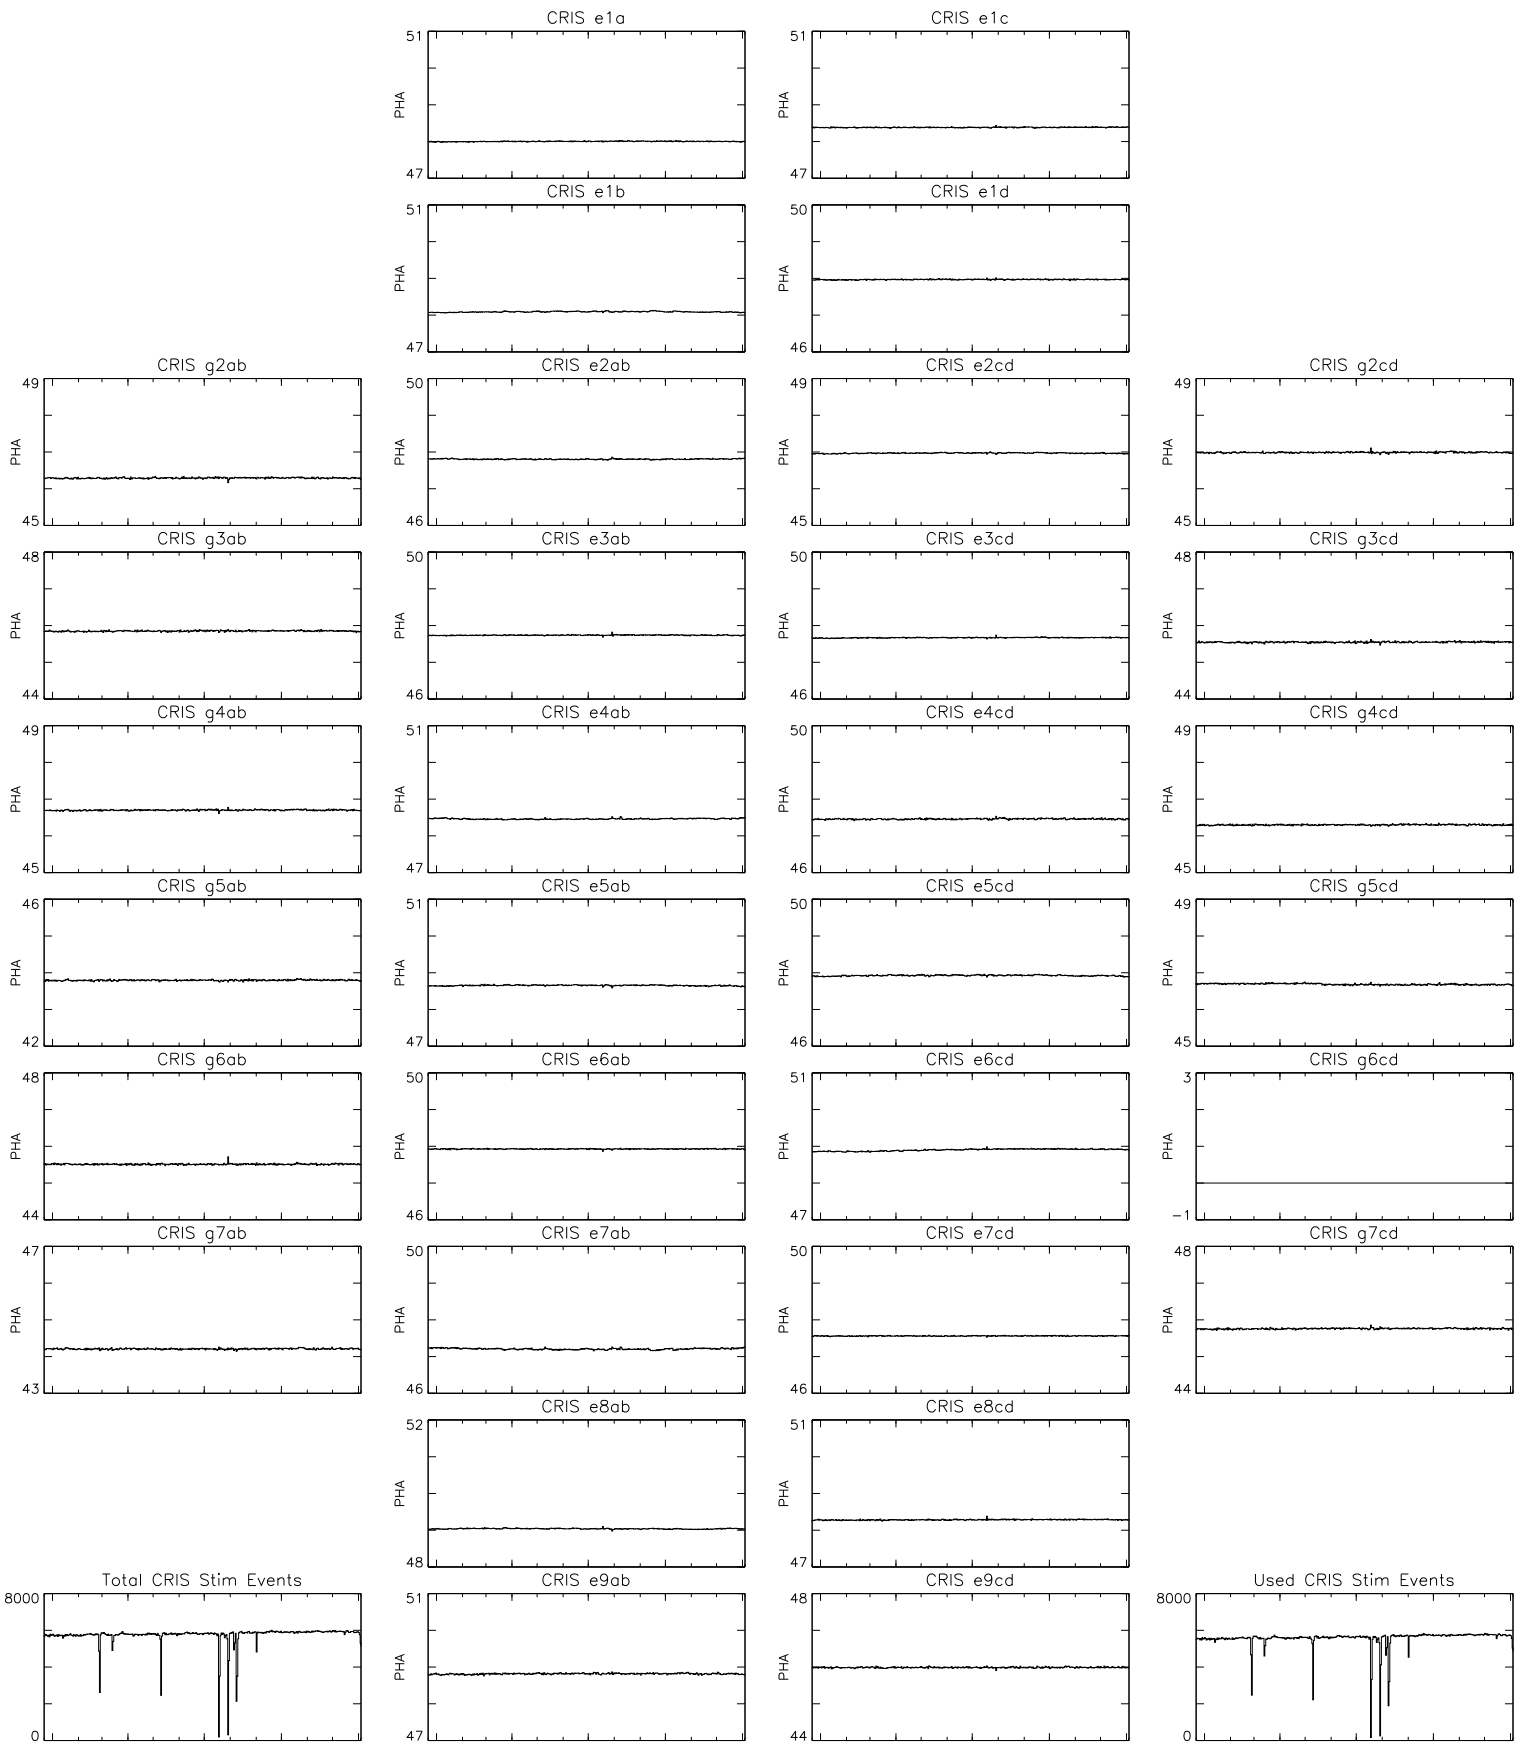 CRIS e1a
CRIS e1c
51
PHA
47
51
PHA
47
CRIS e1b
CRIS e1d
51
PHA
47
50
PHA
46
CRIS g2ab
CRIS e2ab
CRIS e2cd
CRIS g2cd
49
PHA
45
50
PHA
46
49
PHA
45
49
PHA
45
CRIS g3ab
CRIS e3ab
CRIS e3cd
CRIS g3cd
48
PHA
44
50
PHA
46
50
PHA
46
48
PHA
44
CRIS g4ab
CRIS e4ab
CRIS e4cd
CRIS g4cd
49
PHA
45
51
PHA
47
50
PHA
46
49
PHA
45
CRIS g5ab
CRIS e5ab
CRIS e5cd
CRIS g5cd
46
PHA
42
51
PHA
47
50
PHA
46
49
PHA
45
CRIS g6ab
CRIS e6ab
CRIS e6cd
CRIS g6cd
48
PHA
44
50
PHA
46
51
PHA
47
3
PHA
-1
CRIS g7ab
CRIS e7ab
CRIS e7cd
CRIS g7cd
47
PHA
43
50
PHA
46
50
PHA
46
48
PHA
44
CRIS e8ab
CRIS e8cd
52
PHA
48
51
PHA
47
Total CRIS Stim Events
CRIS e9ab
CRIS e9cd
Used CRIS Stim Events
8000
0
51
PHA
47
48
PHA
44
8000
0